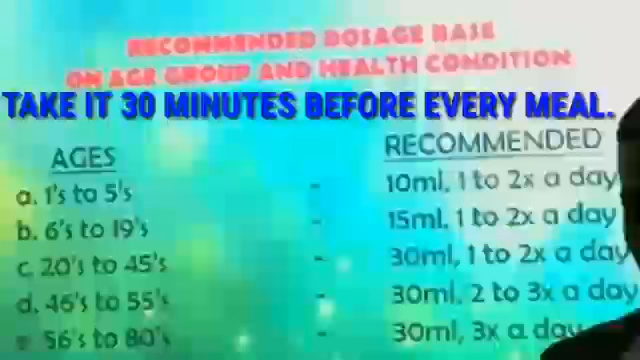 RECOMMENDED DOSAGE BASE
ON AGE GROUP AND HEALTH CONDITION
TAKE IT 30 MINUTES BEFORE EVERY MEAL.
AGES RECOMMENDED
a. 1's to 5's - 10ml, 1 to 2x a day
b. 6's to 19's - 15ml, 1 to 2x a day
c. 20's to 45's - 30ml, 1 to 2x a day
d. 46's to 55's - 30ml, 2 to 3x a day
e. 56's to 80's - 30ml, 3x a day